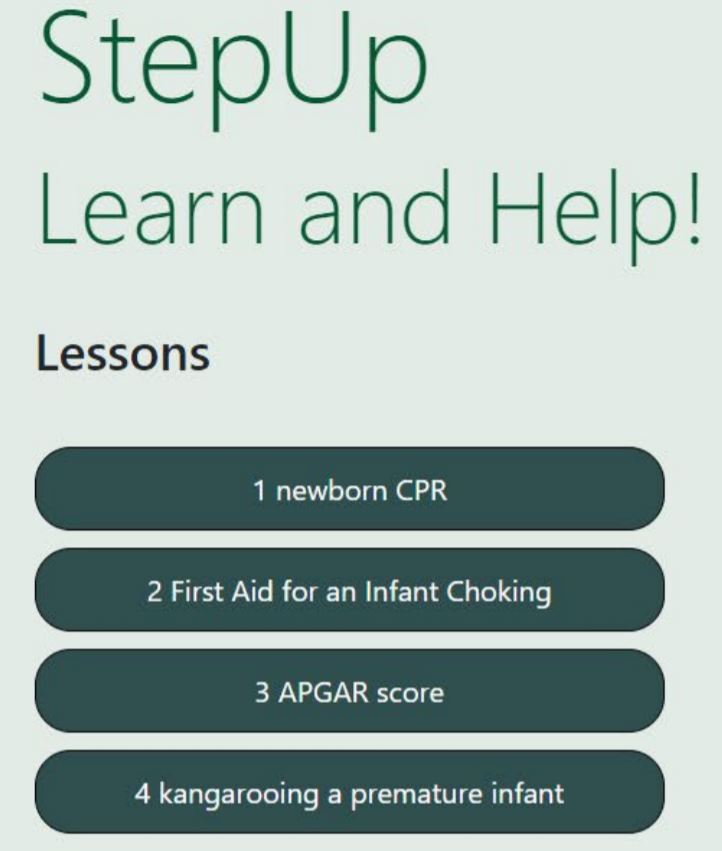 StepUp
Learn and Help!
Lessons
1 newborn CPR
2 First Aid for an Infant Choking
3 APGAR score
4 kangarooing a premature infant